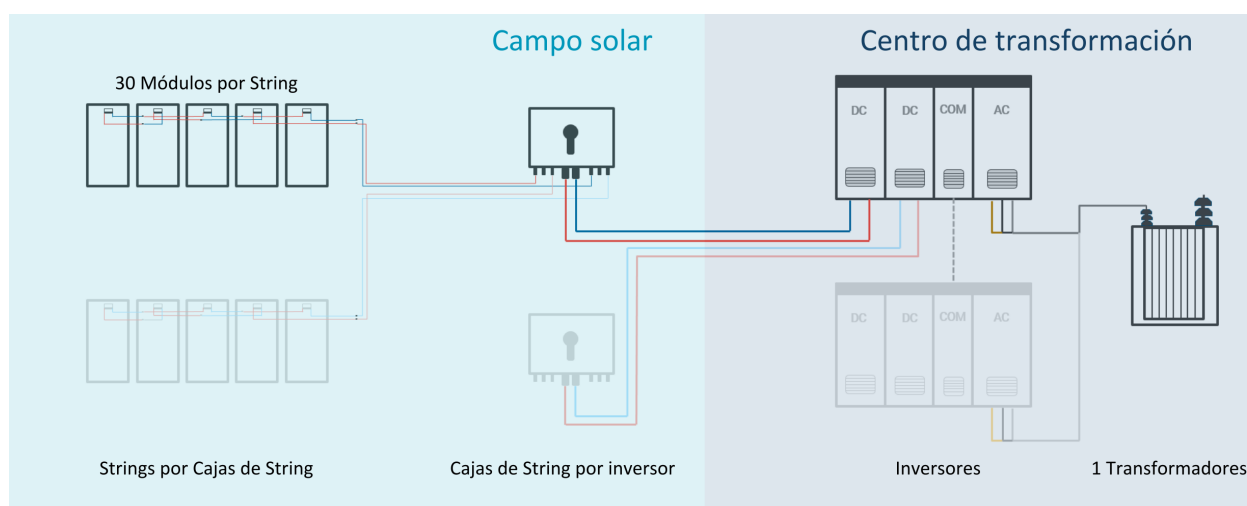 Campo solar
Centro de transformación
30 Módulos por String
DC
DC
COM
AC
DC
DC
COM
AC
Strings por Cajas de String
Cajas de String por inversor
Inversores
1 Transformadores